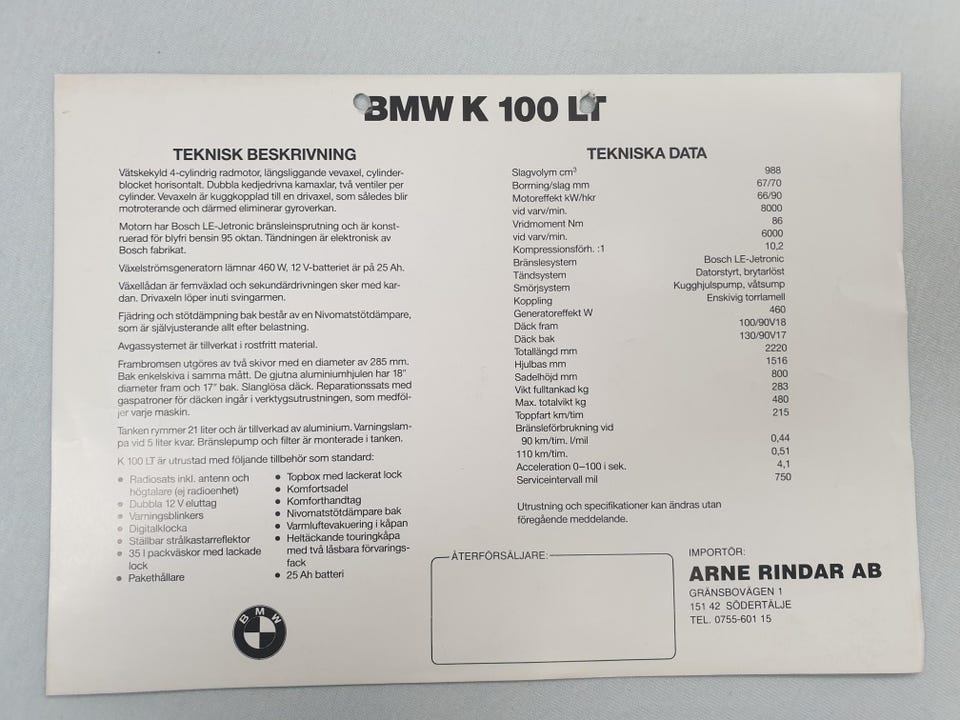 BMW K 100 LT
TEKNISK BESKRIVNING
Vätskekyld 4-cylindrig radmotor, längsliggande vevaxel, cylinder-
blocket horisontalt. Dubbla kedjedrivna kamaxlar, två ventiler per
cylinder. Vevaxeln är kuggkopplad till en drivaxel, som således blir
motroterande och därmed eliminerar gyroverkan.
Motorn har Bosch LE-Jetronic bränsleinsprutning och är konst-
ruerad för blyfri bensin 95 oktan. Tändningen är elektronisk av
Bosch fabrikat.
Växelströmsgeneratorn lämnar 460 W, 12 V-batteriet är på 25 Ah.
Växellådan är femväxlad och sekundärdrivningen sker med kar-
dan. Drivaxeln löper inuti svingarmen.
Fjädring och stötdämpning bak består av en Nivomatstötdämpare,
som är självjusterande allt efter belastning.
Avgassystemet är tillverkat i rostfritt material.
Frambromsen utgöres av två skivor med en diameter av 285 mm.
Bak enkelskiva i samma mått. De gjutna aluminiumhjulen har 18"
diameter fram och 17" bak. Slanglösa däck. Reparationssats med
gaspatroner för däcken ingår i verktygsutrustningen, som medföl-
jer varje maskin.
Tanken rymmer 21 liter och är tillverkad av aluminium. Varningslam-
pa vid 5 liter kvar. Bränslepump och filter är monterade i tanken.
K 100 LT är utrustad med följande tillbehör som standard:
• Radiosats inkl. antenn och
högtalare (ej radioenhet)
• Dubbla 12 V eluttag
• Varningsblinkers
• Digitalklocka
• Ställbar strålkastarreflektor
• 35 l packväskor med lackade
lock
• Pakethållare
• Topbox med lackerat lock
• Komfortsadel
• Komforthandtag
• Nivomatstötdämpare bak
• Varmluftevakuering i kåpan
• Heltäckande touringkåpa
med två låsbara förvarings-
fack
• 25 Ah batteri
BMW
TEKNISKA DATA
Slagvolym cm³ 988
Borrning/slag mm 67/70
Motoreffekt kW/hkr 66/90
vid varv/min. 8000
Vridmoment Nm 86
vid varv/min. 6000
Kompressionsförh. :1 10,2
Bränslesystem Bosch LE-Jetronic
Tändsystem Datorstyrt, brytarlöst
Smörjsystem Kugghjulspump, våtsump
Koppling Enskivig torrlamell
Generatoreffekt W 460
Däck fram 100/90V18
Däck bak 130/90V17
Totallängd mm 2220
Hjulbas mm 1516
Sadelhöjd mm 800
Vikt fulltankad kg 283
Max. totalvikt kg 480
Toppfart km/tim 215
Bränsleförbrukning vid
90 km/tim. l/mil 0,44
110 km/tim. 0,51
Acceleration 0–100 i sek. 4,1
Serviceintervall mil 750
Utrustning och specifikationer kan ändras utan
föregående meddelande.
ÅTERFÖRSÄLJARE:
IMPORTÖR:
ARNE RINDAR AB
GRÄNSBOVÄGEN 1
151 42 SÖDERTÄLJE
TEL. 0755-601 15